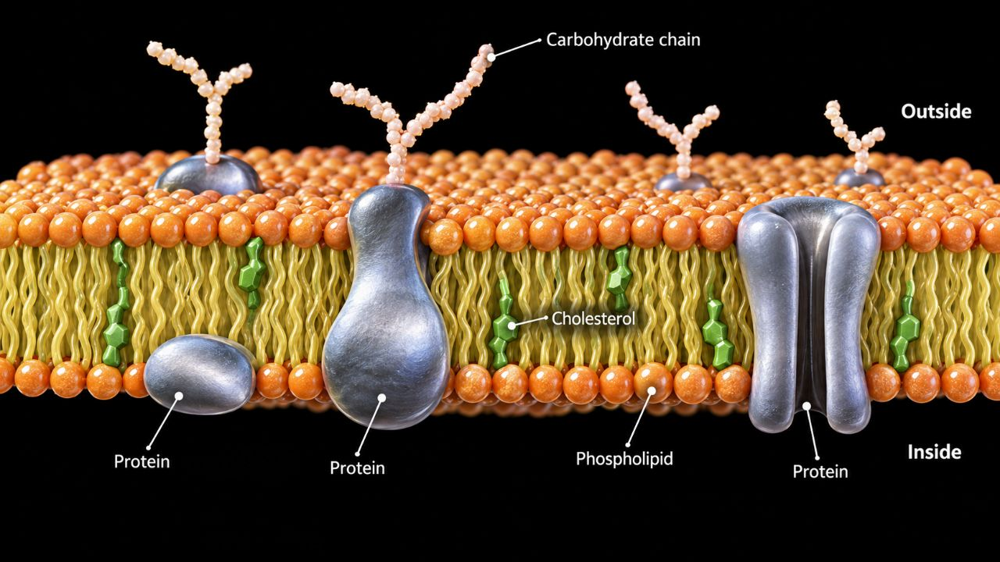 Carbohydrate chain
Outside
Cholesterol
Protein
Protein
Phospholipid
Inside
Protein